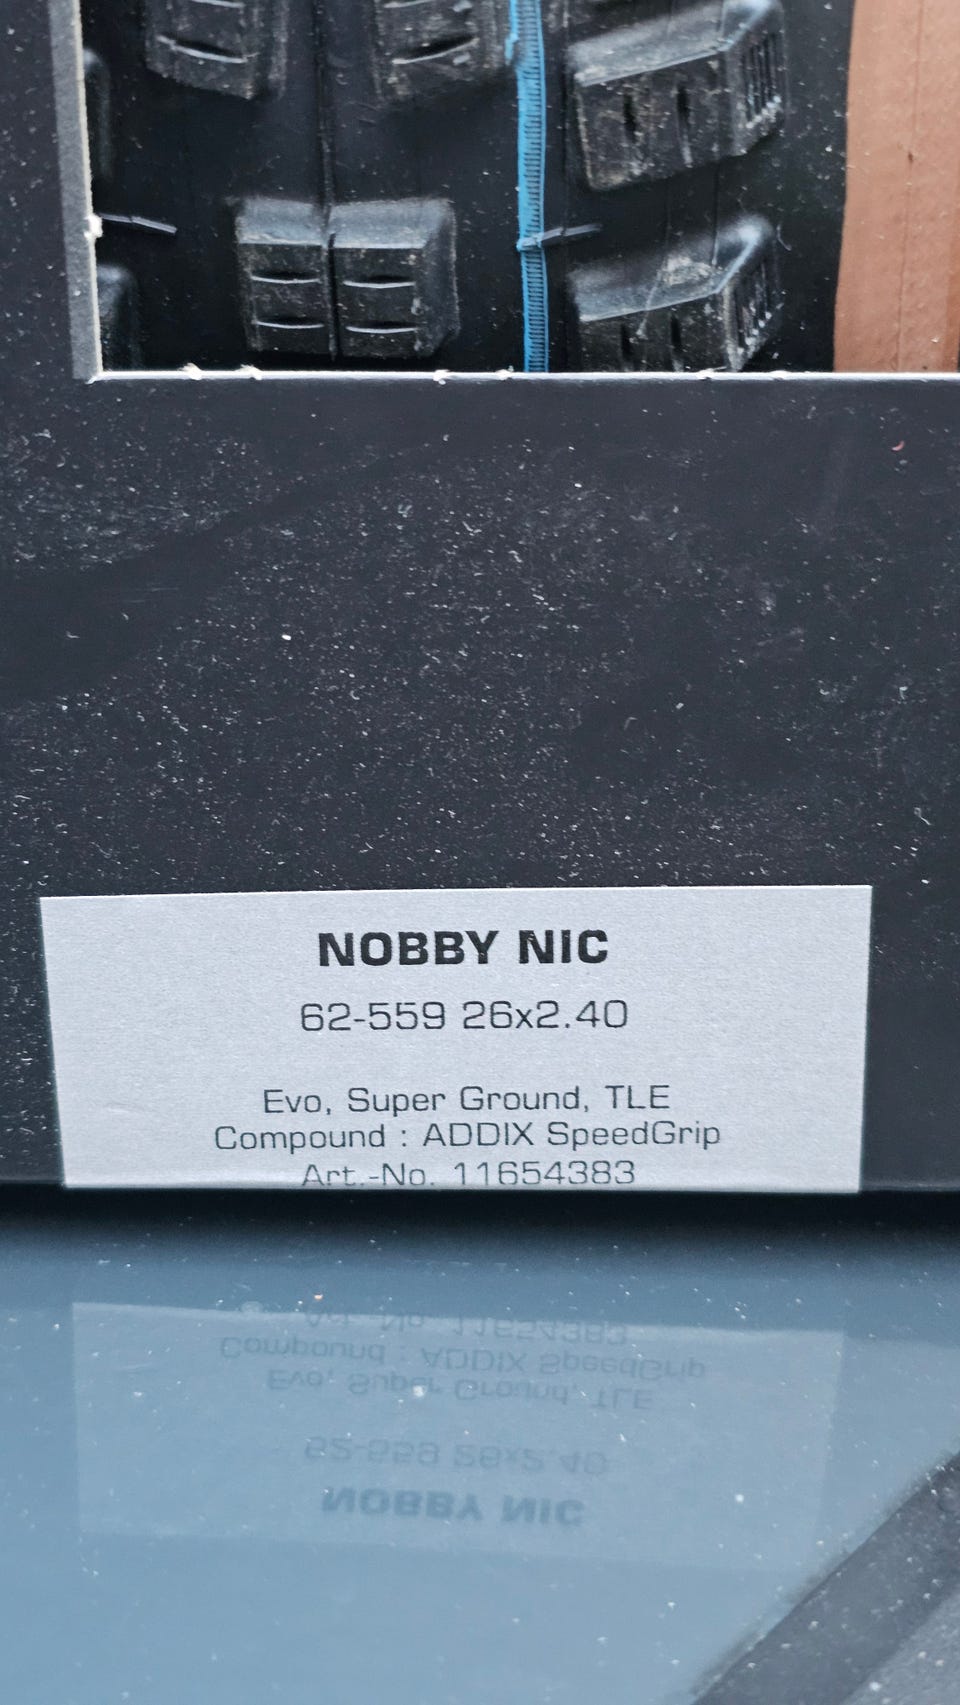 NOBBY NIC
62-559 26x2.40
Evo, Super Ground, TLE
Compound : ADDIX SpeedGrip
Art.-No. 11654383